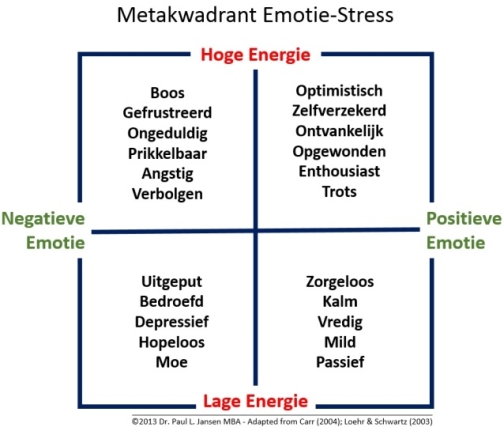 Metakwadrant Emotie-Stress
Hoge Energie
Boos
Gefrustreerd
Ongeduldig
Prikkelbaar
Angstig
Verbolgen
Optimistisch
Zelfverzekerd
Ontvankelijk
Opgewonden
Enthousiast
Trots
Negatieve
Emotie
Positieve
Emotie
Uitgeput
Bedroefd
Depressief
Hopeloos
Moe
Zorgeloos
Kalm
Vredig
Mild
Passief
Lage Energie
©2013 Dr. Paul L. Jansen MBA - Adapted from Carr (2004); Loehr & Schwartz (2003)